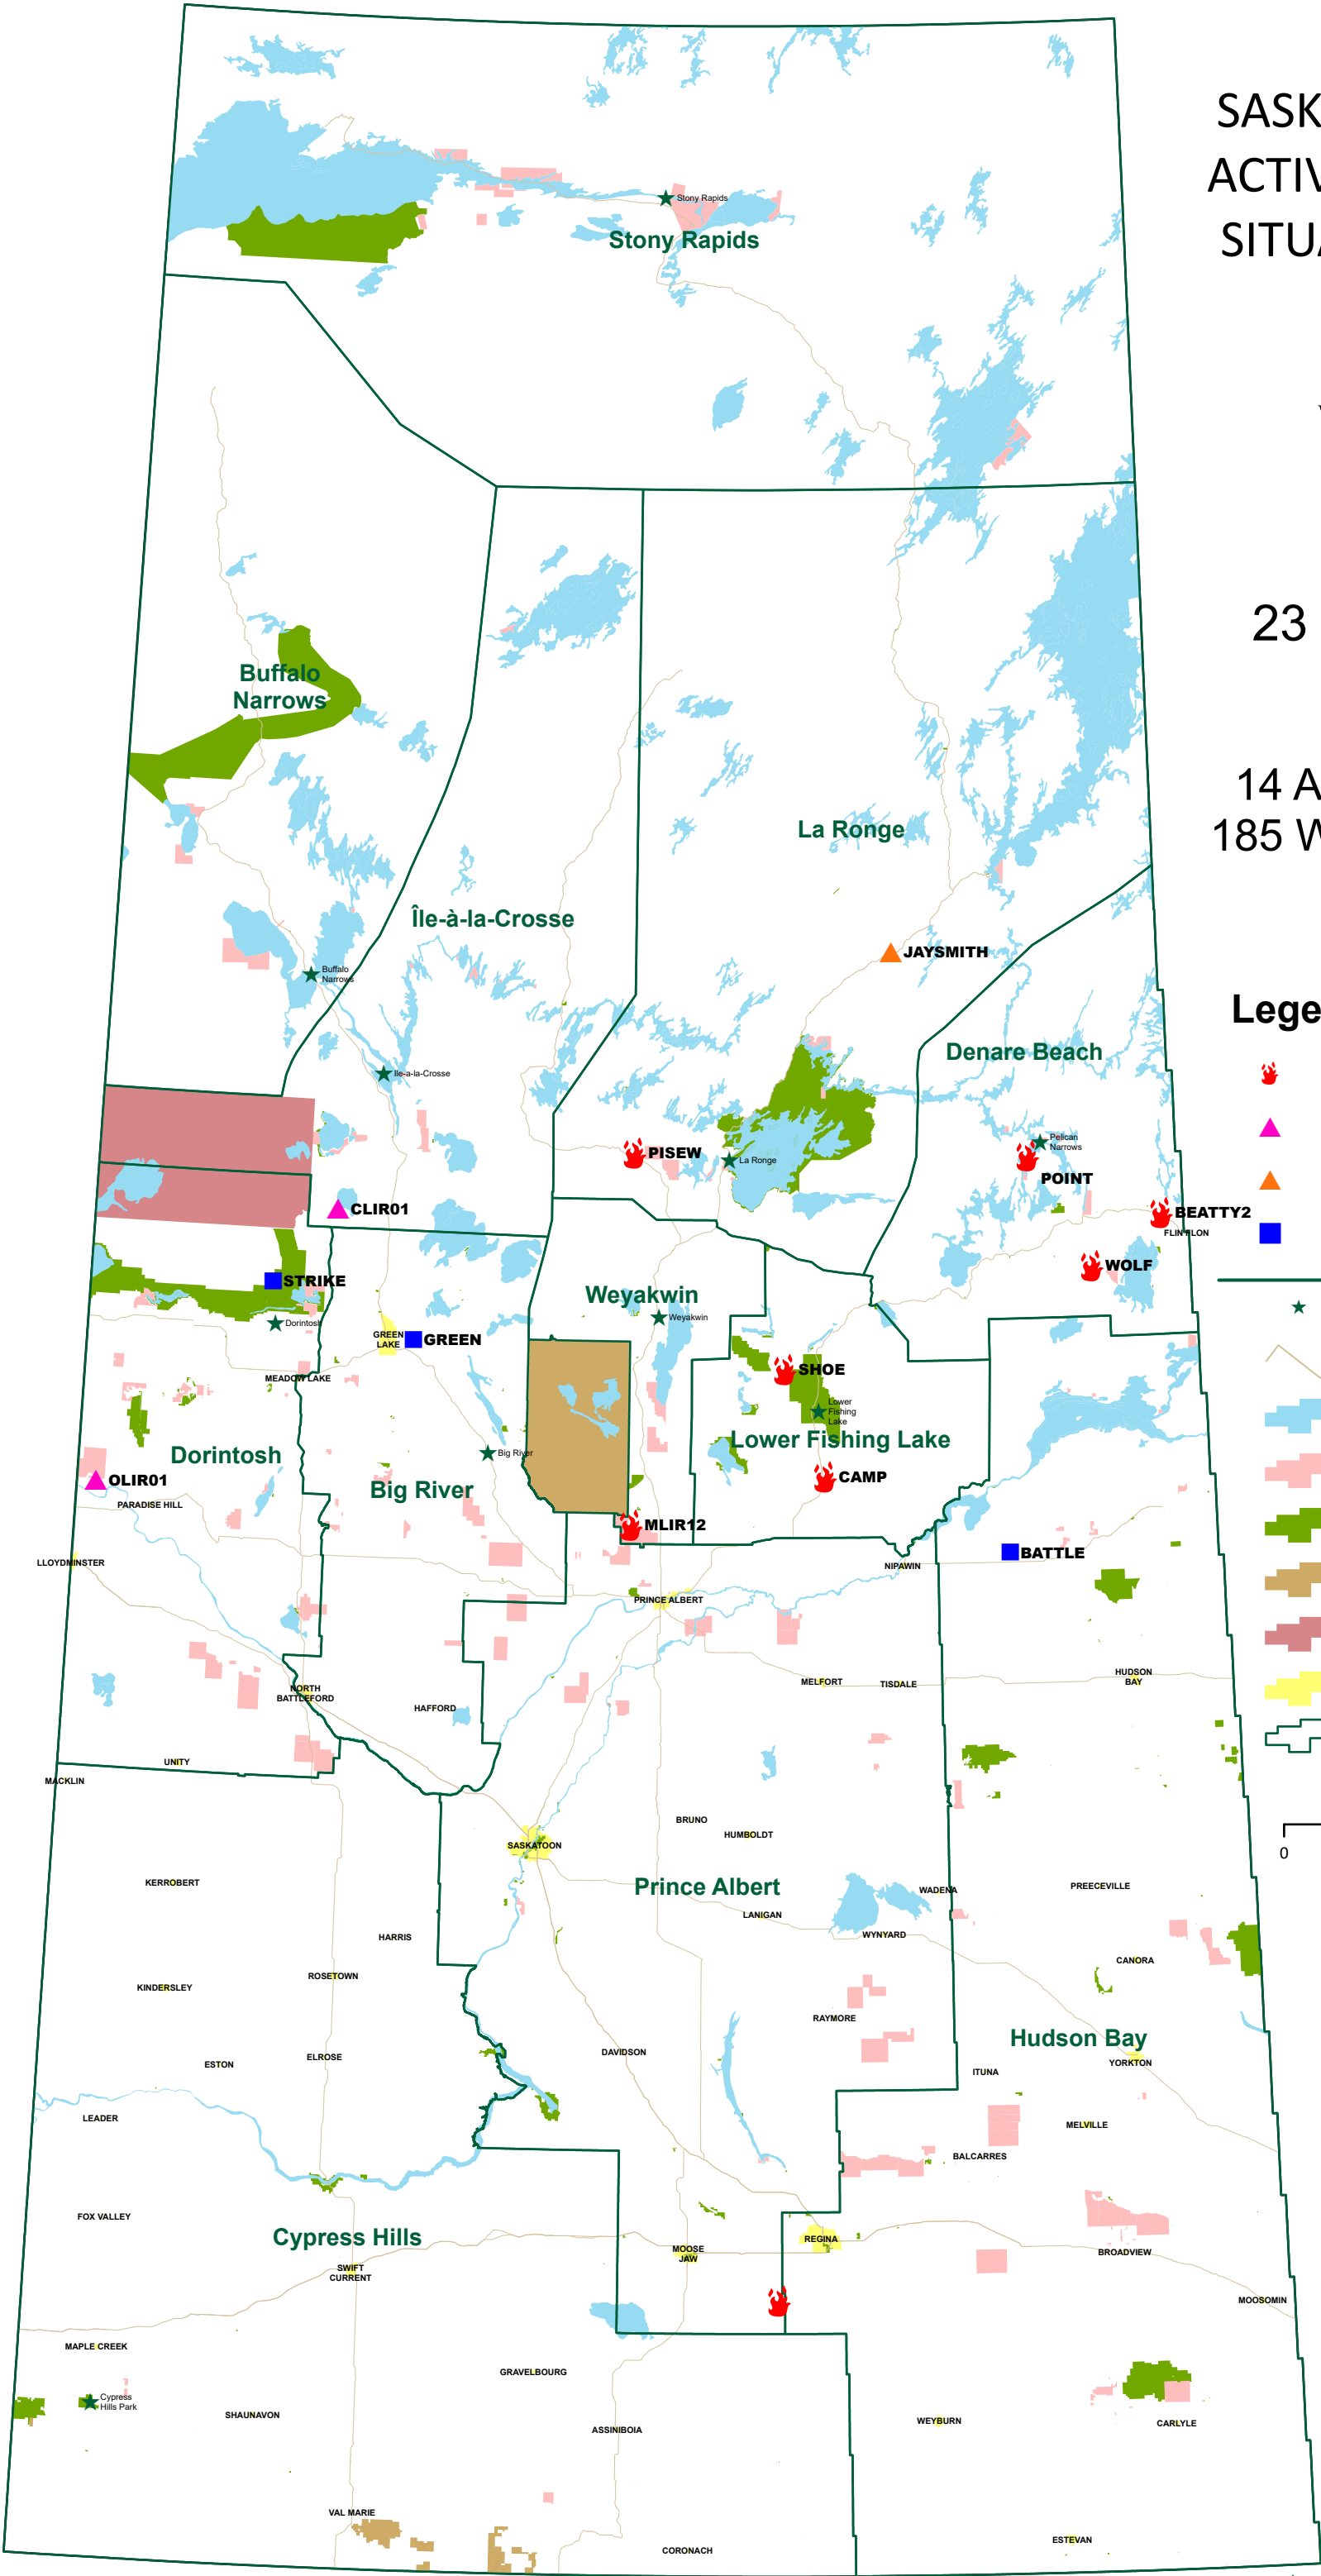 SASK
ACTIV
SITUA
Stony Rapids
Stony Rapids
23
Buffalo
Narrows
14 A
185 W
La Ronge
Île-à-la-Crosse
JAYSMITH
Buffalo
Narrows
Lege
Denare Beach
Ile-a-la-Crosse
Pelican
Narrows
PISEW
La Ronge
POINT
CLIR01
BEATTY2
FLIN FLON
WOLF
STRIKE
Weyakwin
Weyakwin
Dorintosh
GREEN
LAKE
GREEN
SHOE
MEADOW LAKE
Lower
Fishing
Lake
Lower Fishing Lake
Dorintosh
Big River
Big River
OLIR01
CAMP
PARADISE HILL
MLIR12
BATTLE
LLOYDMINSTER
NIPAWIN
PRINCE ALBERT
HUDSON
BAY
MELFORT
TISDALE
NORTH
BATTLEFORD
HAFFORD
UNITY
MACKLIN
BRUNO
HUMBOLDT
SASKATOON
0
KERROBERT
Prince Albert
WADENA
PREECEVILLE
LANIGAN
HARRIS
WYNYARD
CANORA
ROSETOWN
KINDERSLEY
RAYMORE
Hudson Bay
DAVIDSON
ELROSE
ESTON
YORKTON
ITUNA
LEADER
MELVILLE
BALCARRES
FOX VALLEY
Cypress Hills
REGINA
MOOSE
JAW
BROADVIEW
SWIFT
CURRENT
MOOSOMIN
MAPLE CREEK
GRAVELBOURG
Cypress
Hills Park
SHAUNAVON
WEYBURN
CARLYLE
ASSINIBOIA
VAL MARIE
ESTEVAN
CORONACH